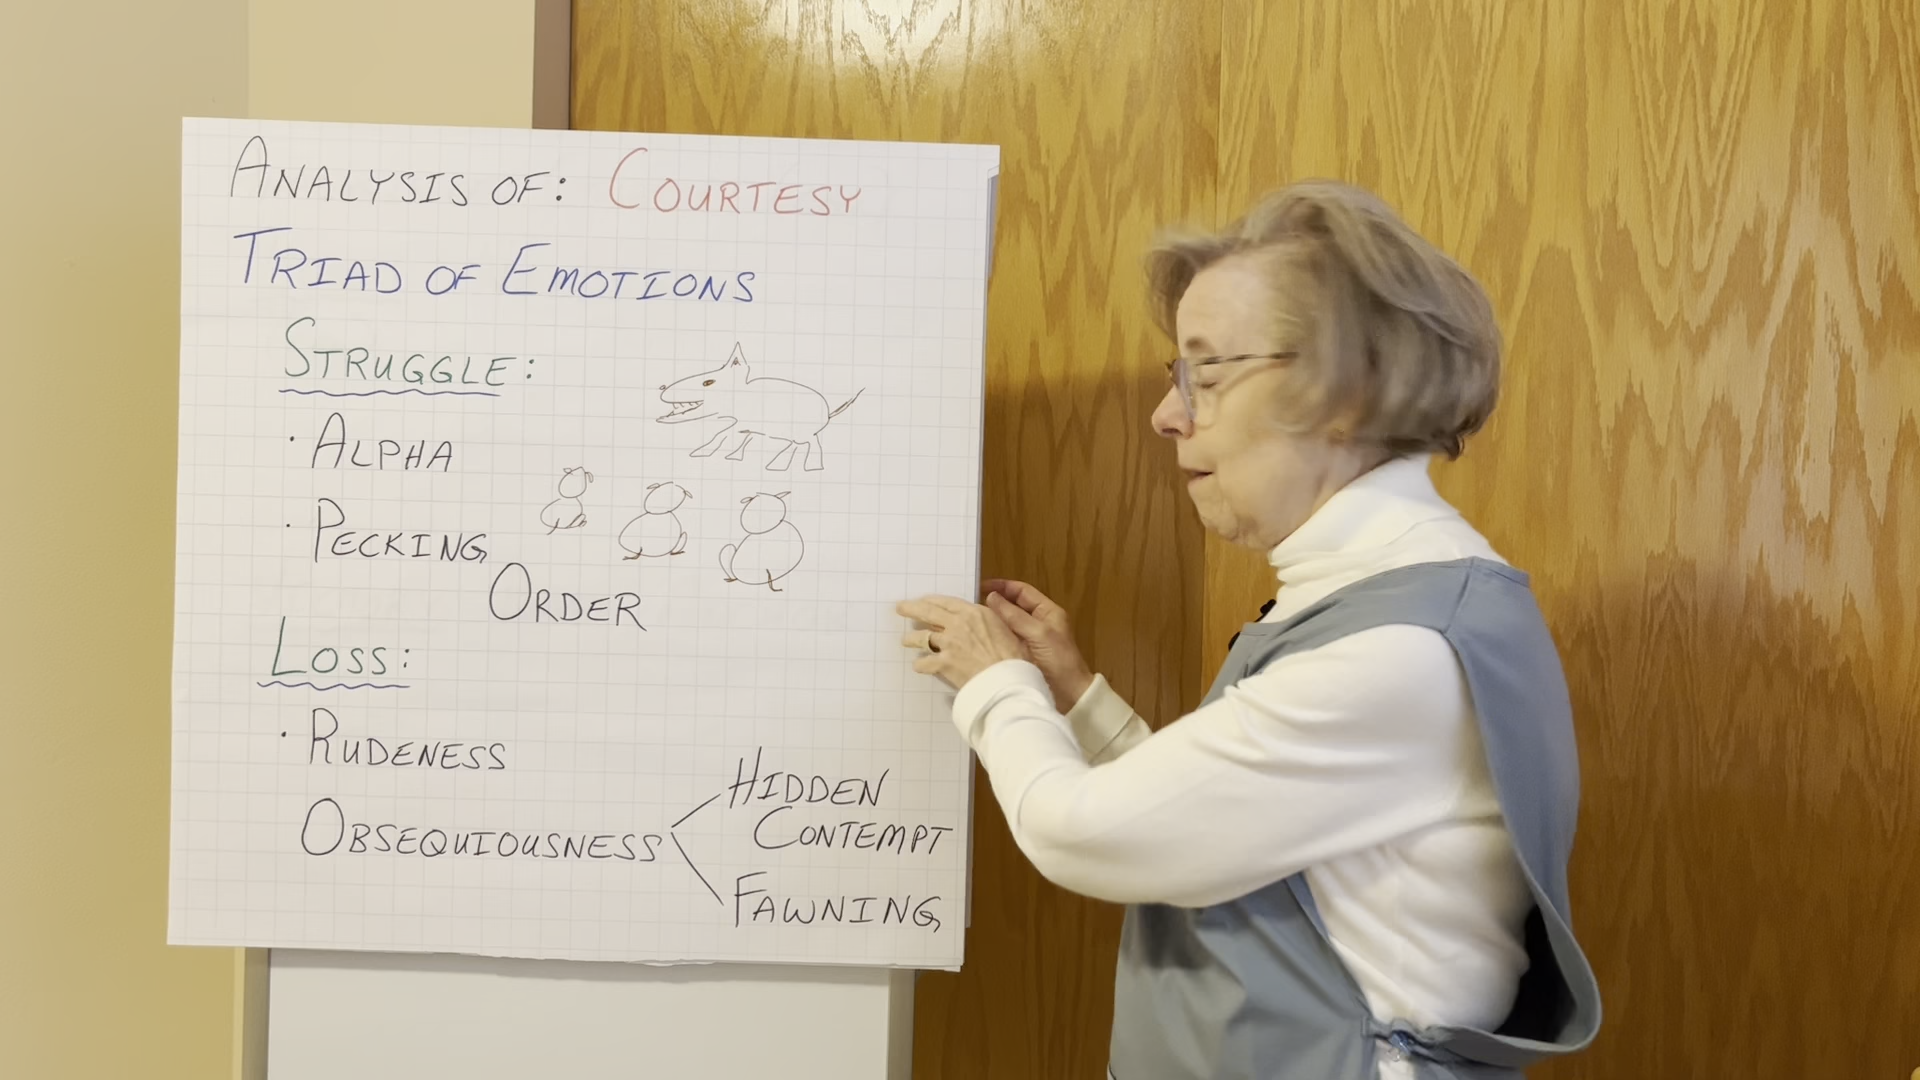 ANALYSIS OF: COURTESY
TRIAD OF EMOTIONS
STRUGGLE:
· ALPHA
· PECKING
ORDER
LOSS:
· RUDENESS
HIDDEN
CONTEMPT
OBSEQUIOUSNESS
FAWNING